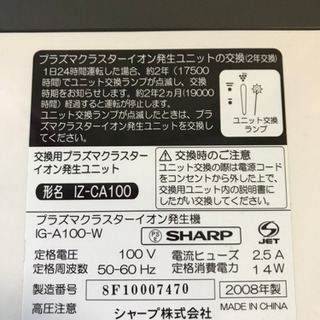 プラズマクラスターイオン発生ユニットの交換(2年交換)
1日24時間運転した場合、約2年(17500
時間)でユニット交換ランプが点滅し、交換
時期をお知らせします。約2年2ヵ月(19000
時間)経過すると運転が停止します。
ユニット交換ランプが点滅したときは、プラ
ズマクラスターイオン発生ユニットを交換
してください。
ユニット交換
ランプ
交換用プラズマクラスター
イオン発生ユニット
形名 IZ-CA100
⚠ 交換時のご注意
ユニット交換の際は電源コード
をコンセントから外した上で、
交換用ユニット内の説明書に
したがい交換してください。
プラズマクラスターイオン発生機
IG-A100-W
SHARP
JET
定格電圧 100 V
電流ヒューズ 2.5 A
定格周波数 50-60 Hz
定格消費電力 14 W
製造番号 8F10007470
2008年製
高圧注意
シャープ株式会社
MADE IN CHINA